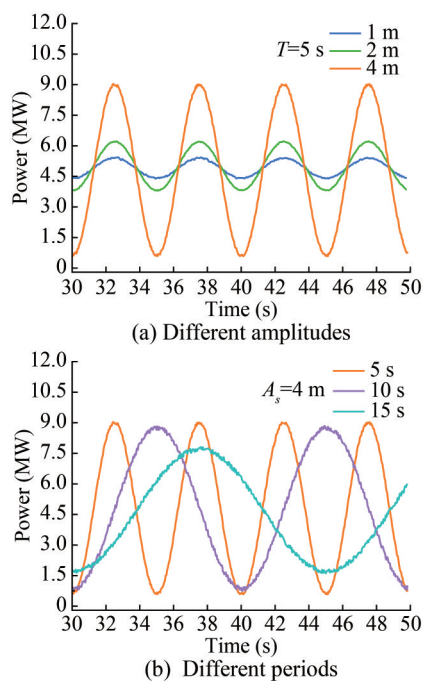 12.0
10.5
9.0
7.5
6.0
4.5
3.0
1.5
0.0
Power (MW)
T=5 s
1 m
2 m
4 m
30 32 34 36 38 40 42 44 46 48 50
Time (s)
(a) Different amplitudes
12.0
10.5
9.0
7.5
6.0
4.5
3.0
1.5
0.0
Power (MW)
A_s=4 m
5 s
10 s
15 s
30 32 34 36 38 40 42 44 46 48 50
Time (s)
(b) Different periods